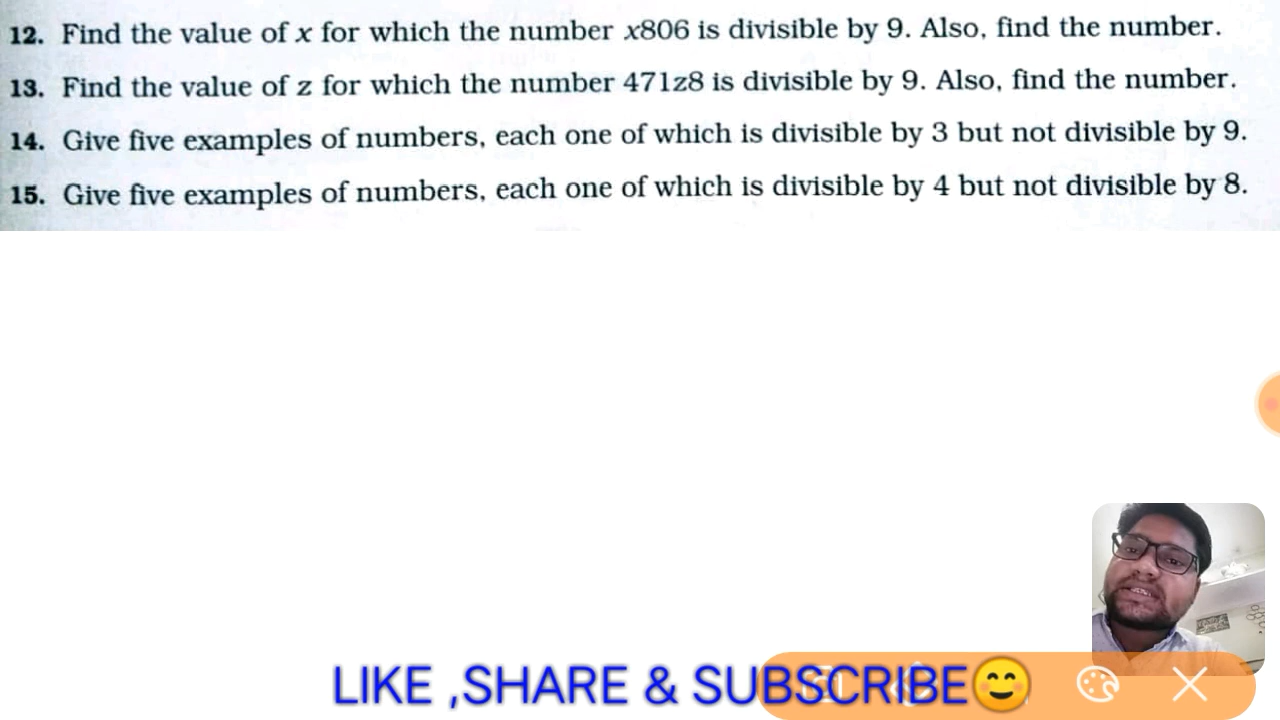 12. Find the value of x for which the number x806 is divisible by 9. Also, find the number.
13. Find the value of z for which the number 471z8 is divisible by 9. Also, find the number.
14. Give five examples of numbers, each one of which is divisible by 3 but not divisible by 9.
15. Give five examples of numbers, each one of which is divisible by 4 but not divisible by 8.
LIKE ,SHARE & SUBSCRIBE😊